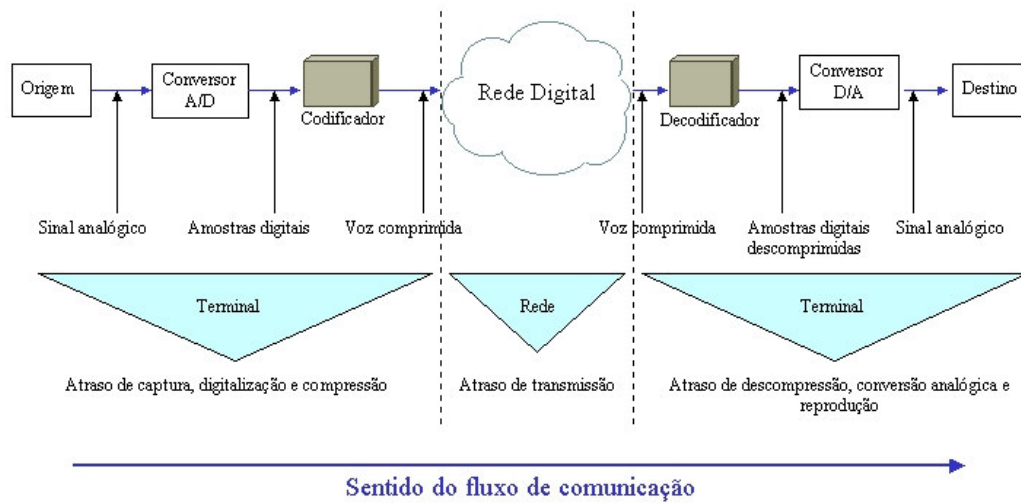 Origem
Conversor
A/D
Codificador
Rede Digital
Decodificador
Conversor
D/A
Destino
Sinal analógico
Amostras digitais
Voz comprimida
Voz comprimida
Amostras digitais
descomprimidas
Sinal analógico
Terminal
Rede
Terminal
Atraso de captura, digitalização e compressão
Atraso de transmissão
Atraso de descompressão, conversão analógica e
reprodução
Sentido do fluxo de comunicação